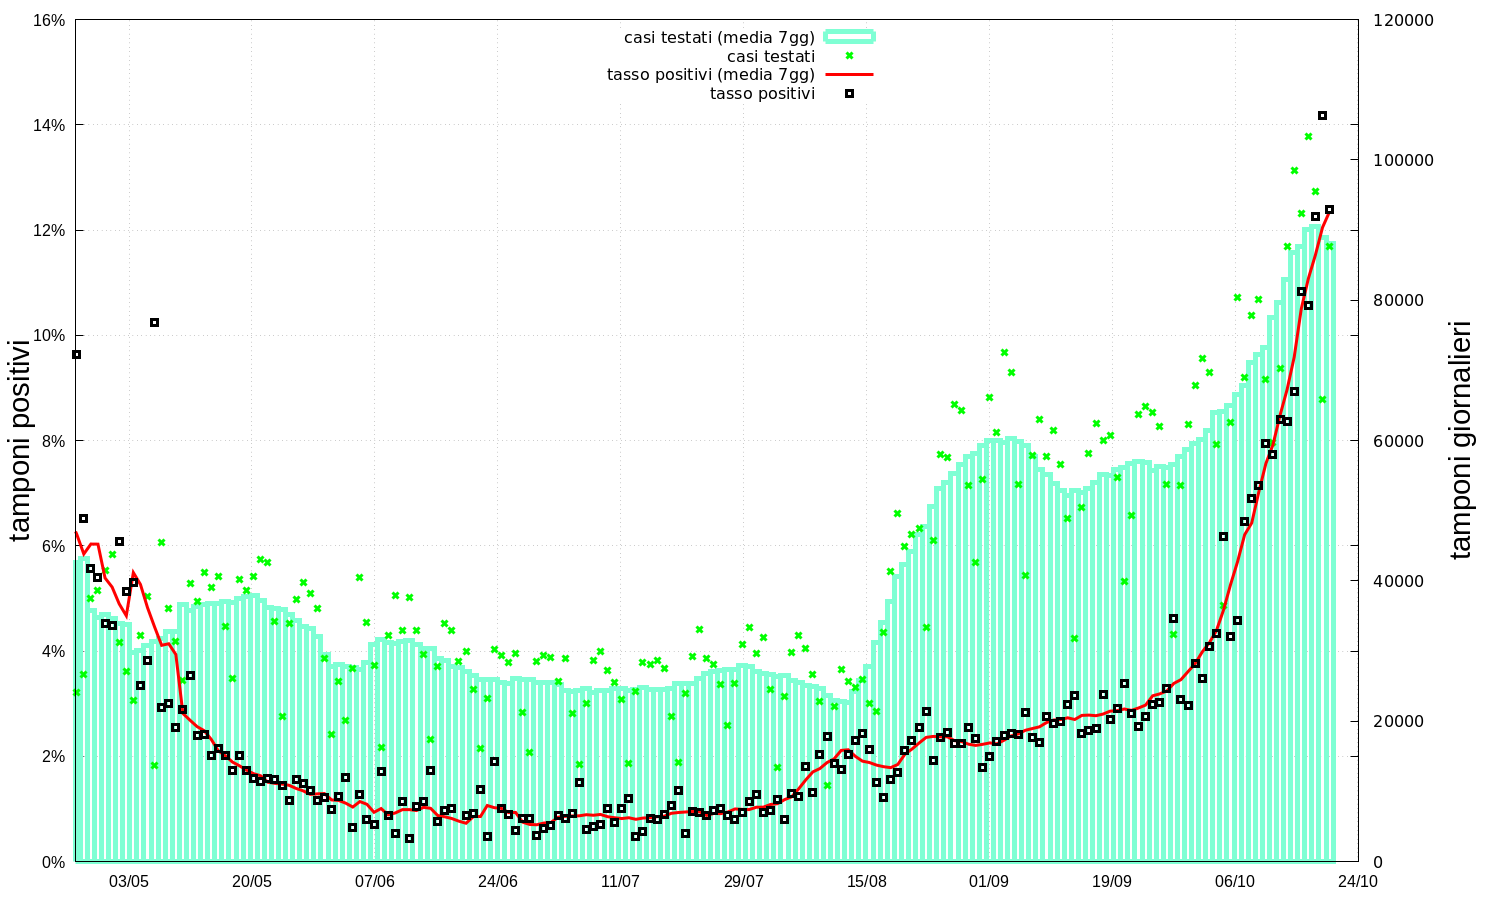 casi testati (media 7gg)
casi testati
tasso positivi (media 7gg)
tasso positivi
tamponi positivi
16%
14%
12%
10%
8%
6%
4%
2%
0%
120000
100000
80000
60000
40000
20000
0
tamponi giornalieri
03/05 20/05 07/06 24/06 11/07 29/07 15/08 01/09 19/09 06/10 24/10